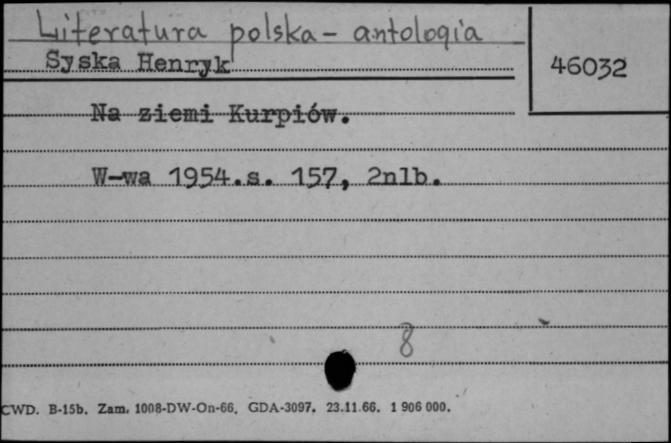 Literatura polska - antologia
Syska Henryk
46032
Na ziemi Kurpiów.
W-wa 1954.s. 157, 2nlb.
8
CWD. B-15b. Zam. 1008-DW-On-66. GDA-3097. 23.11.66. 1 906 000.